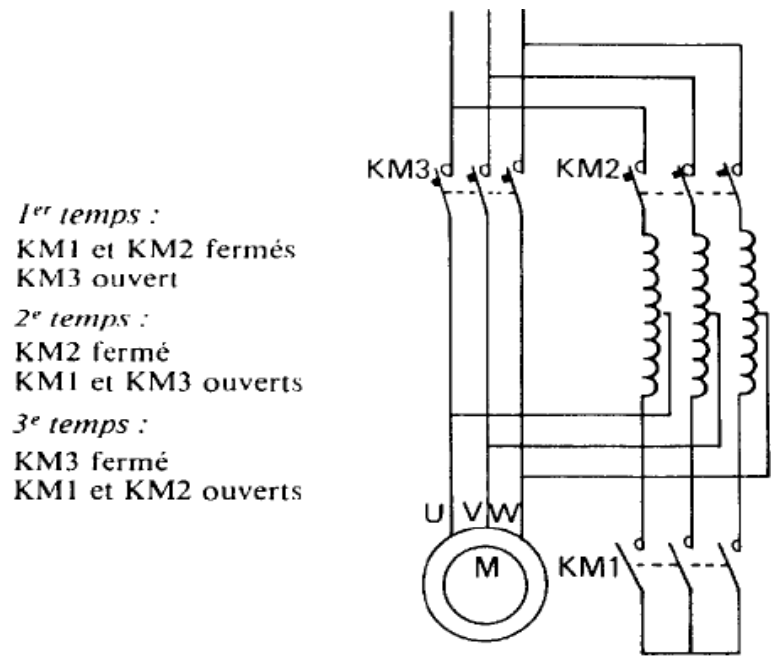 1er temps :
KM1 et KM2 fermés
KM3 ouvert
2e temps :
KM2 fermé
KM1 et KM3 ouverts
3e temps :
KM3 fermé
KM1 et KM2 ouverts
KM3
KM2
U V W
M
KM1